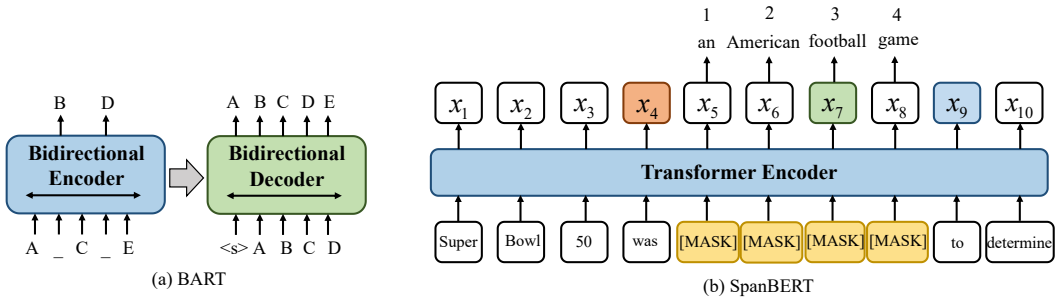 B D
Bidirectional
Encoder
A _ C _ E
A B C D E
Bidirectional
Decoder
<s> A B C D
(a) BART
1 2 3 4
an American football game
x1 x2 x3 x4 x5 x6 x7 x8 x9 x10
Transformer Encoder
Super Bowl 50 was [MASK] [MASK] [MASK] [MASK] to determine
(b) SpanBERT